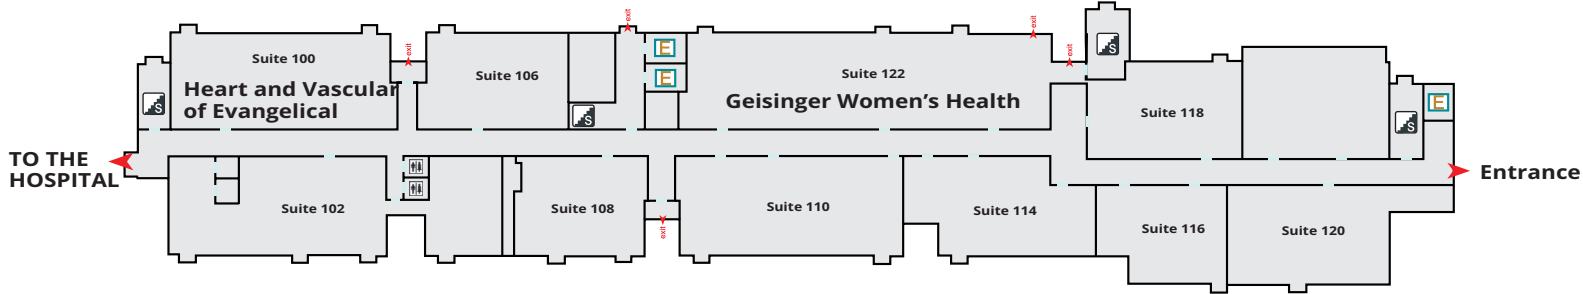 Suite 100
Heart and Vascular
of Evangelical
exit
Suite 106
exit
E
E
Suite 122
Geisinger Women's Health
exit
exit
S
Suite 118
E
S
S
S
TO THE
HOSPITAL
Entrance
Suite 102
Suite 108
exit
Suite 110
Suite 114
Suite 116
Suite 120